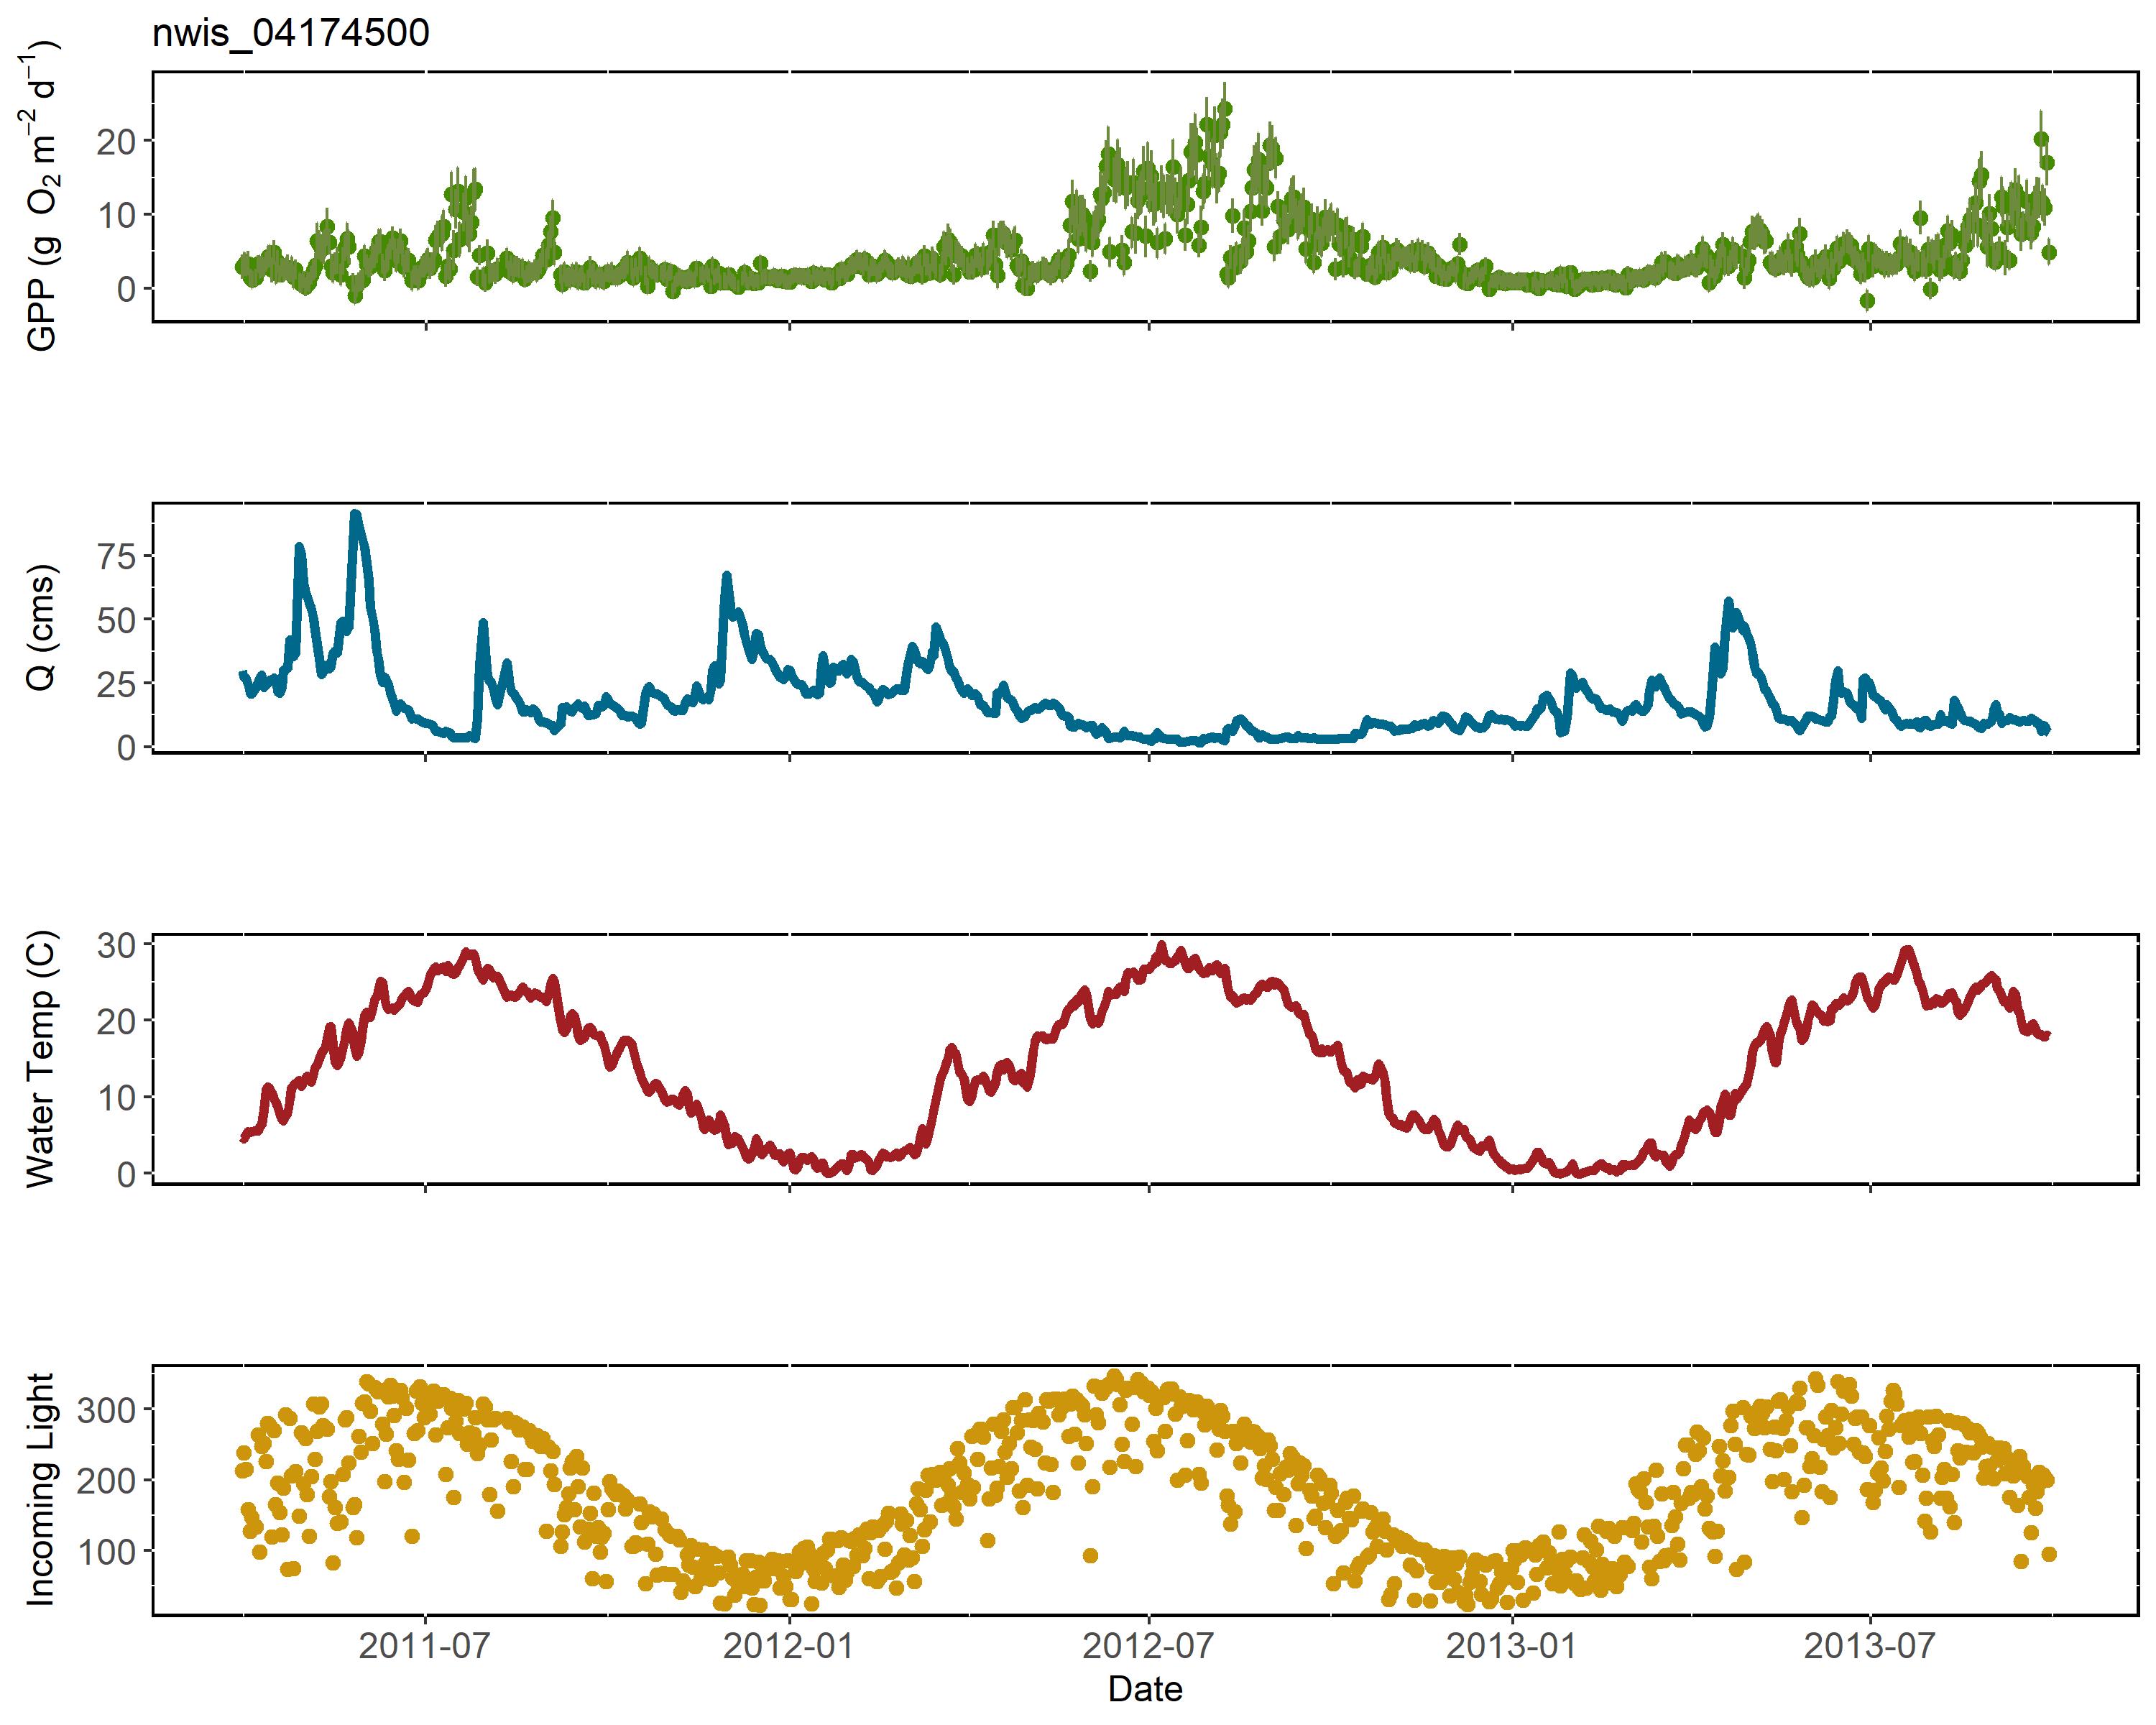 nwis_04174500
GPP (g O₂ m⁻² d⁻¹)
20
10
0
Q (cms)
75
50
25
0
Water Temp (C)
30
20
10
0
Incoming Light
300
200
100
2011-07 2012-01 2012-07 2013-01 2013-07
Date